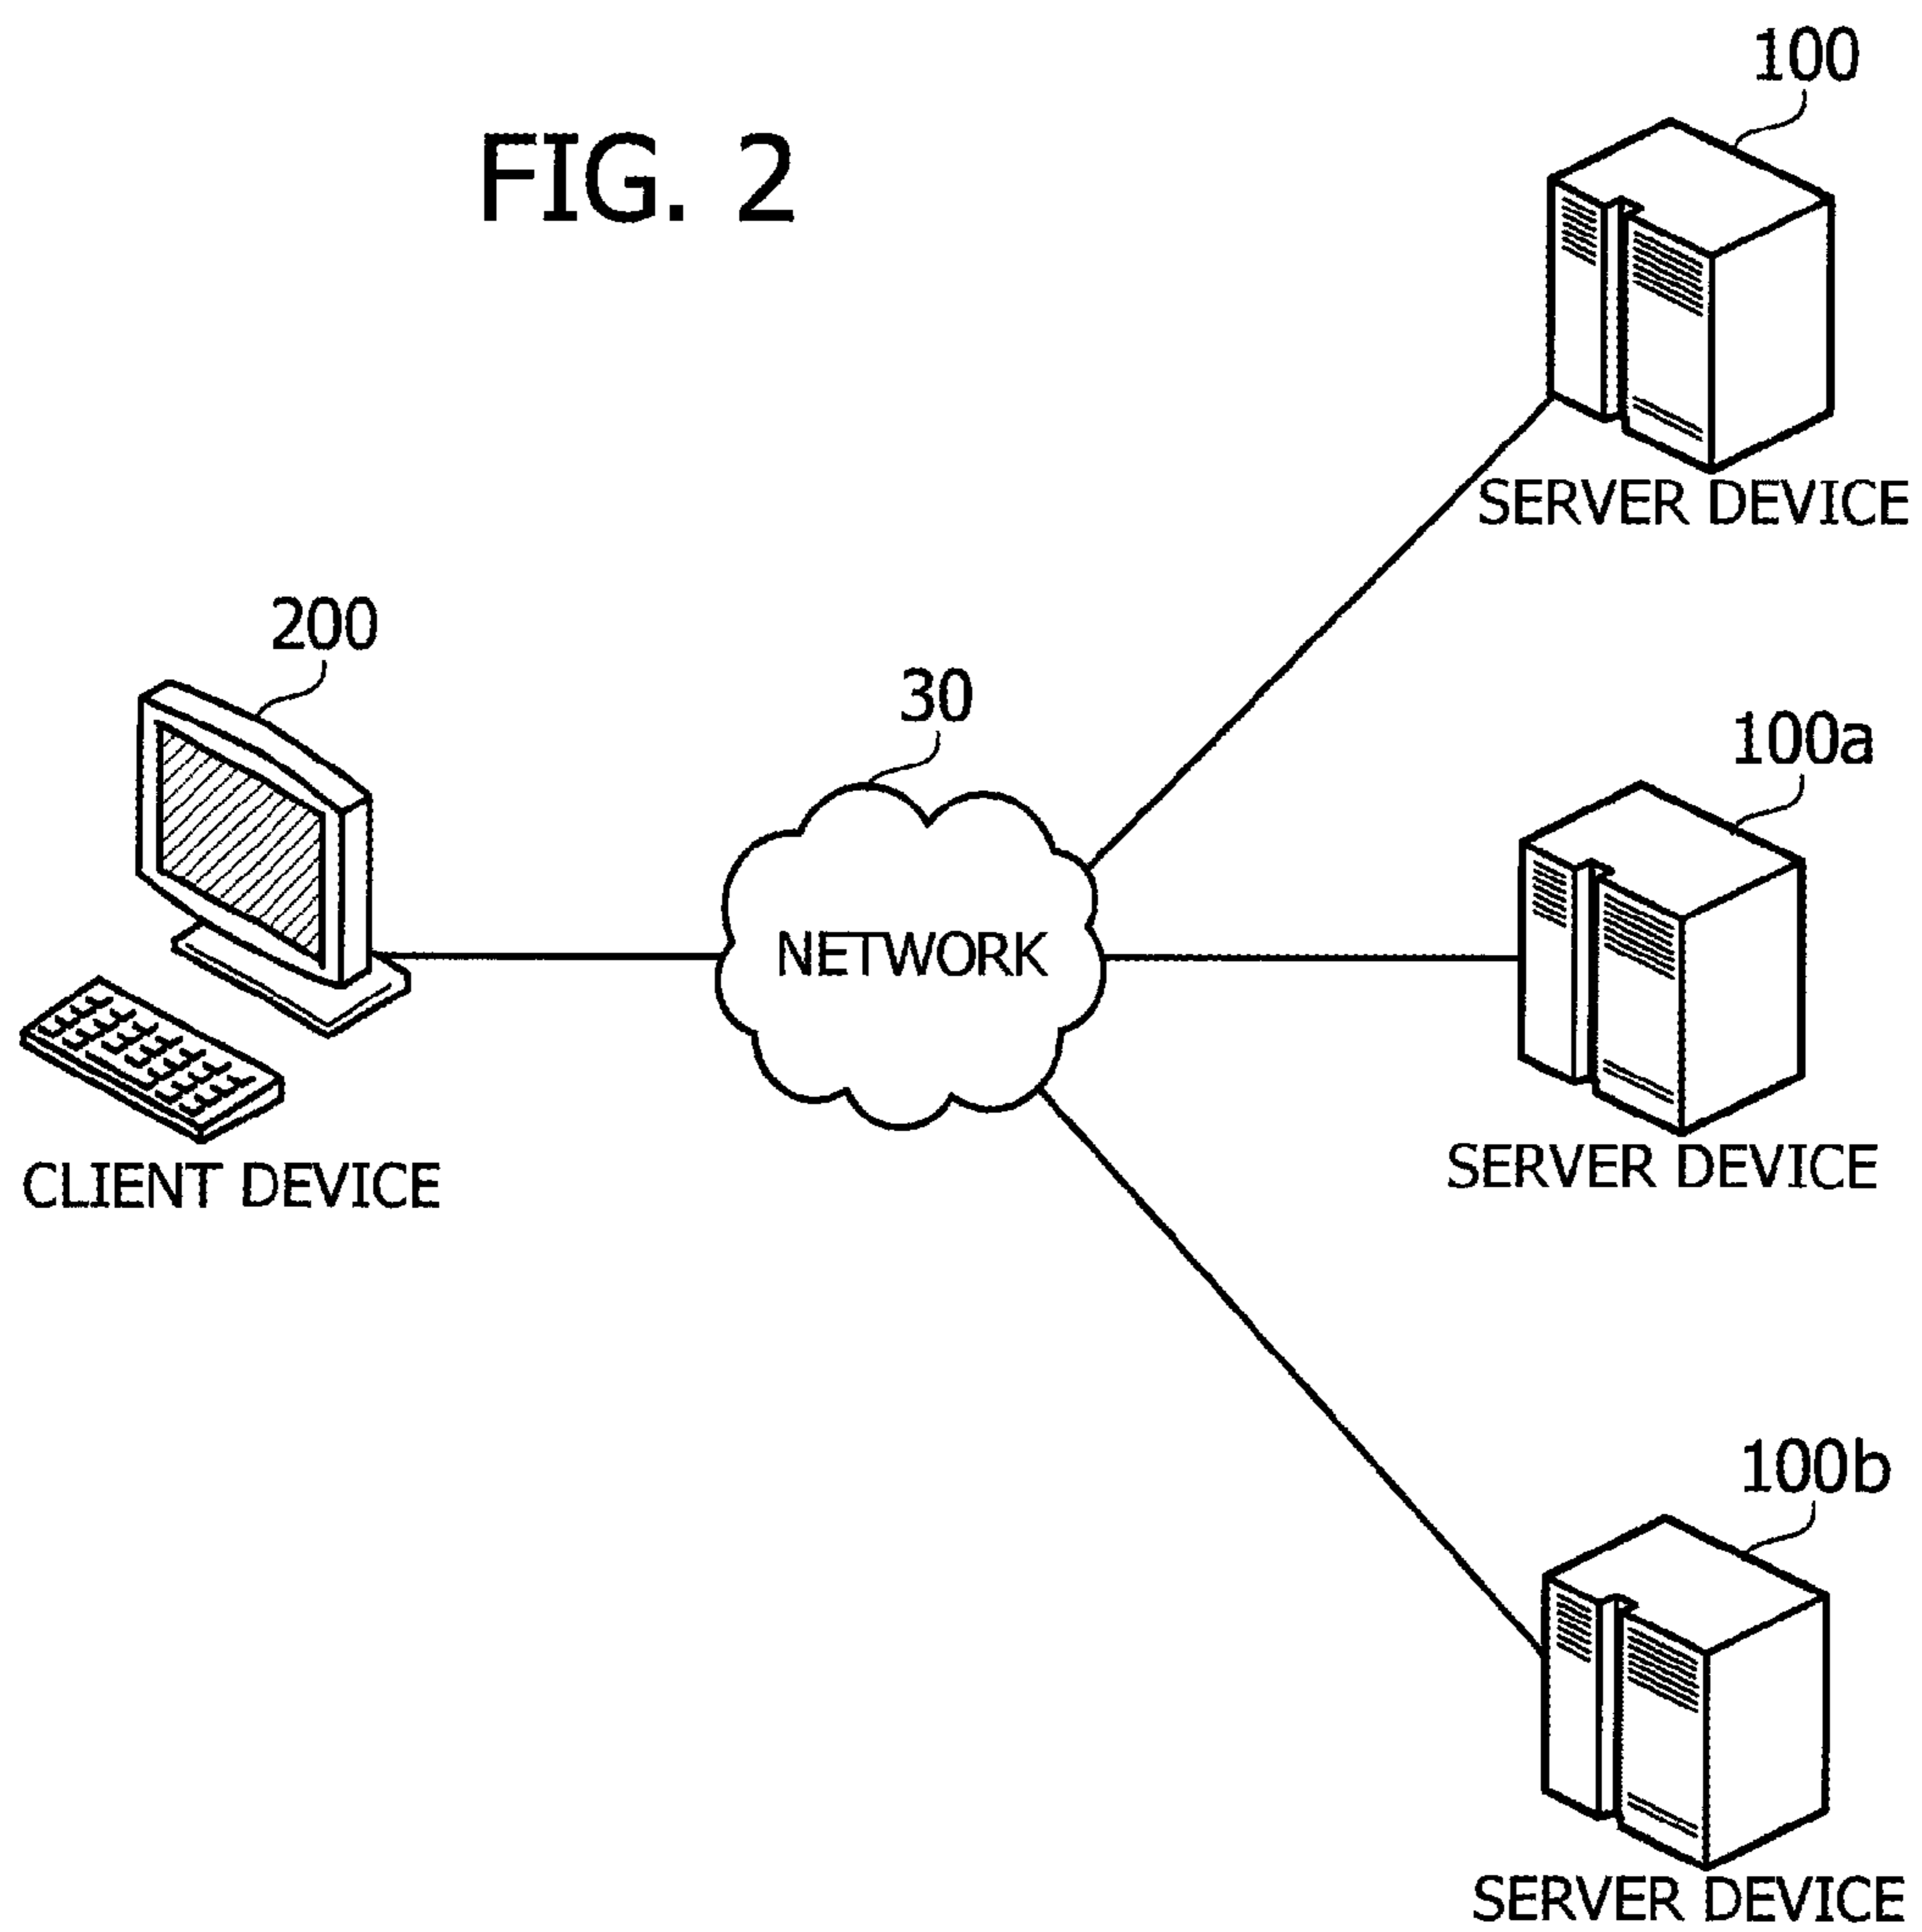 100
FIG. 2
SERVER DEVICE
200
30
100a
NETWORK
SERVER DEVICE
CLIENT DEVICE
100b
SERVER DEVICE